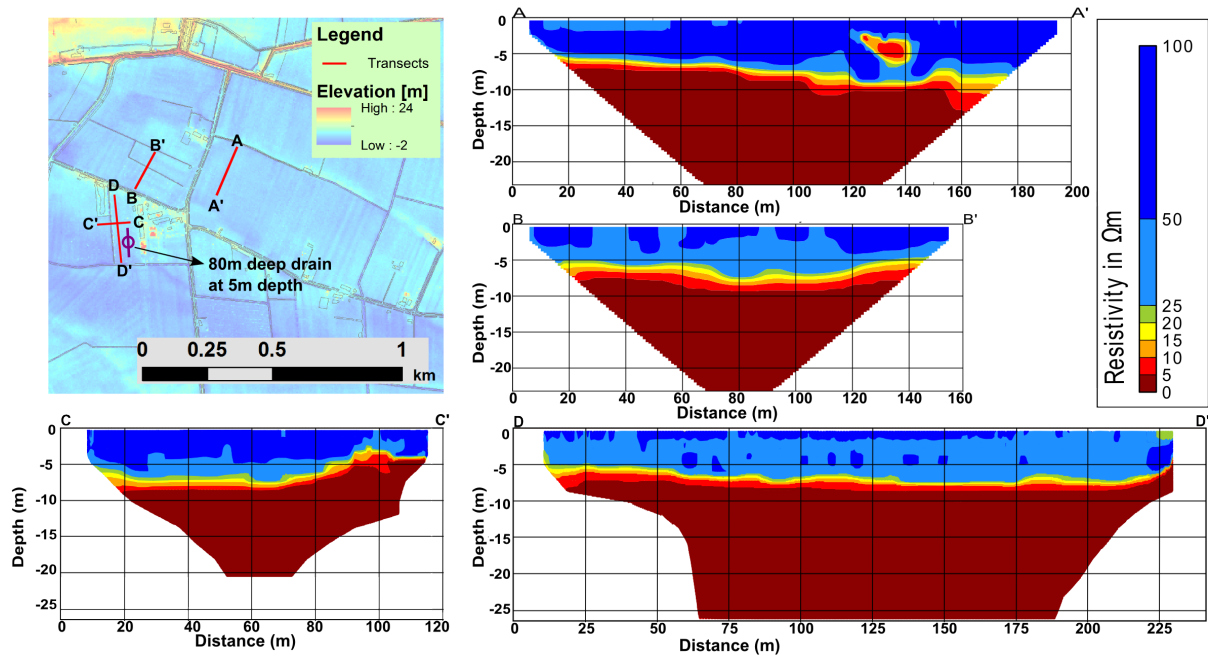 Legend
Transects
Elevation [m]
High : 24
Low : -2
A
A'
B'
B
D
C'
C
D'
80m deep drain
at 5m depth
0 0.25 0.5 1
km
A A'
0
-5
-10
-15
-20
Depth (m)
0 20 40 60 80 100 120 140 160 180 200
Distance (m)
B B'
0
-5
-10
-15
-20
Depth (m)
0 20 40 60 80 100 120 140 160
Distance (m)
Resistivity in Ωm
100
50
25
20
15
10
5
0
C C'
0
-5
-10
-15
-20
-25
Depth (m)
0 20 40 60 80 100 120
Distance (m)
D D'
0
-5
-10
-15
-20
-25
Depth (m)
0 25 50 75 100 125 150 175 200 225
Distance (m)